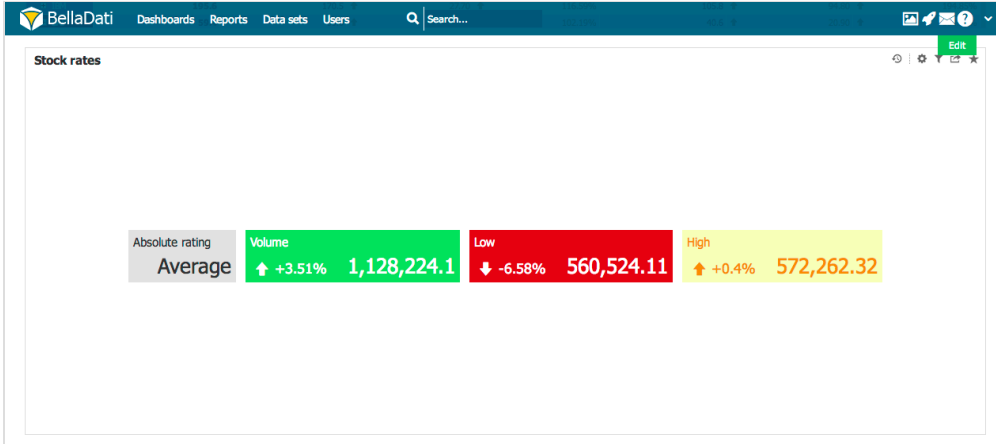 BellaDati Dashboards Reports Data sets Users Search... ?
Edit
Stock rates
Absolute rating
Average
Volume
+3.51% 1,128,224.1
Low
-6.58% 560,524.11
High
+0.4% 572,262.32